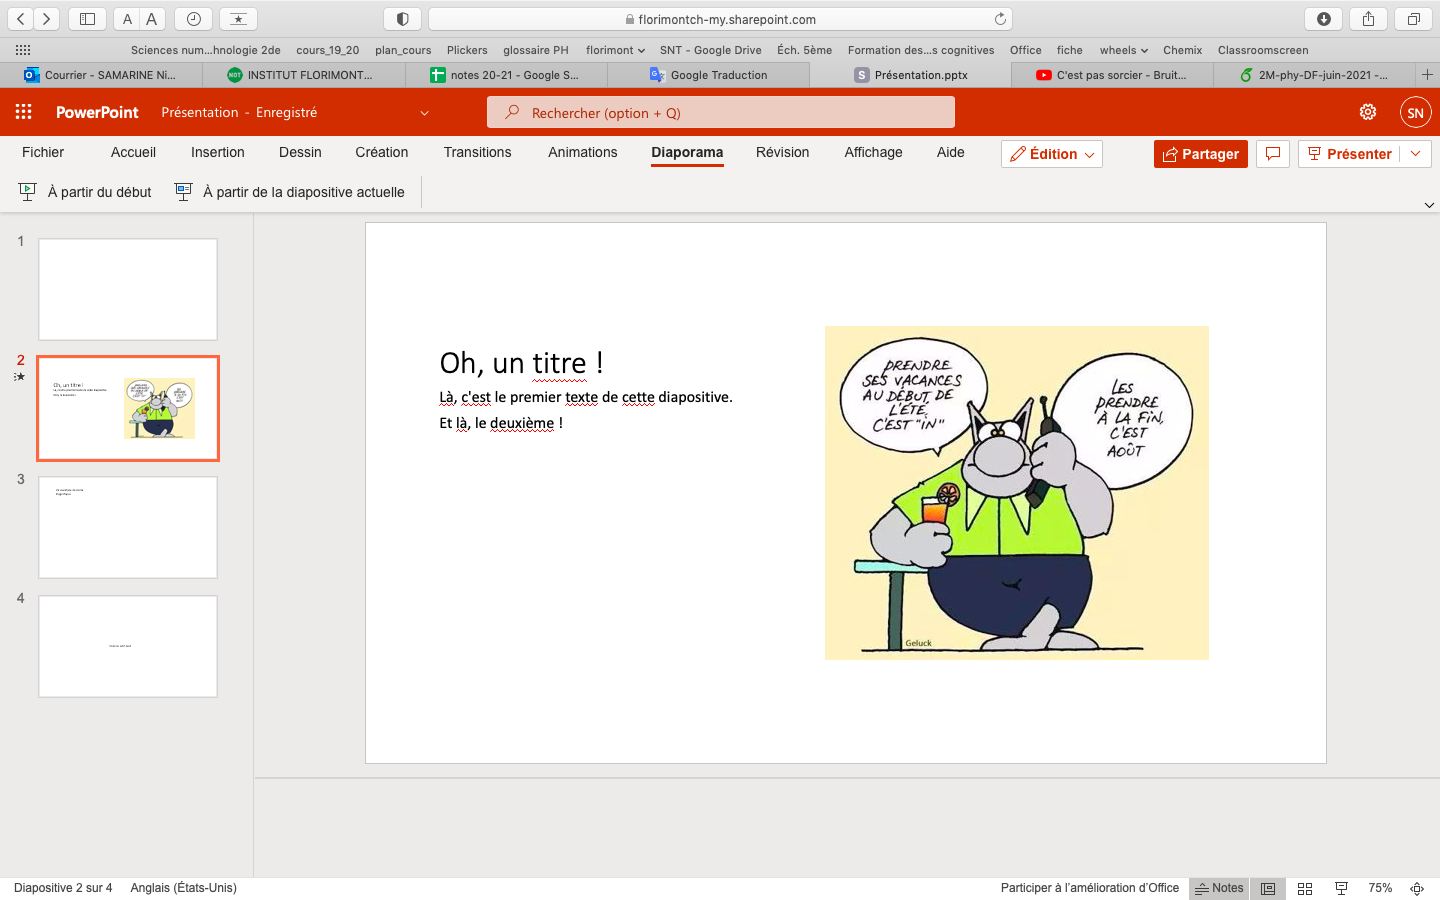 florimontch-my.sharepoint.com
Sciences num...hnologie 2de cours_19_20 plan_cours Plickers glossaire PH florimont SNT - Google Drive Éch. 5ème Formation des...s cognitives Office fiche wheels Chemix Classroomscreen
Courrier - SAMARINE Ni... INSTITUT FLORIMONT... notes 20-21 - Google S... Google Traduction S Présentation.pptx C'est pas sorcier - Bruit... 2M-phy-DF-juin-2021 -...
PowerPoint Présentation - Enregistré Rechercher (option + Q) SN
Fichier Accueil Insertion Dessin Création Transitions Animations Diaporama Révision Affichage Aide Édition Partager Présenter
À partir du début À partir de la diapositive actuelle
1
2
3
4
Oh, un titre !
Là, c'est le premier texte de cette diapositive.
Et là, le deuxième !
PRENDRE
SES VACANCES
AU DÉBUT DE
L'ÉTÉ,
C'EST "IN"
LES
PRENDRE
À LA FIN,
C'EST
AOÛT
Geluck
Diapositive 2 sur 4 Anglais (États-Unis) Participer à l'amélioration d'Office Notes 75%